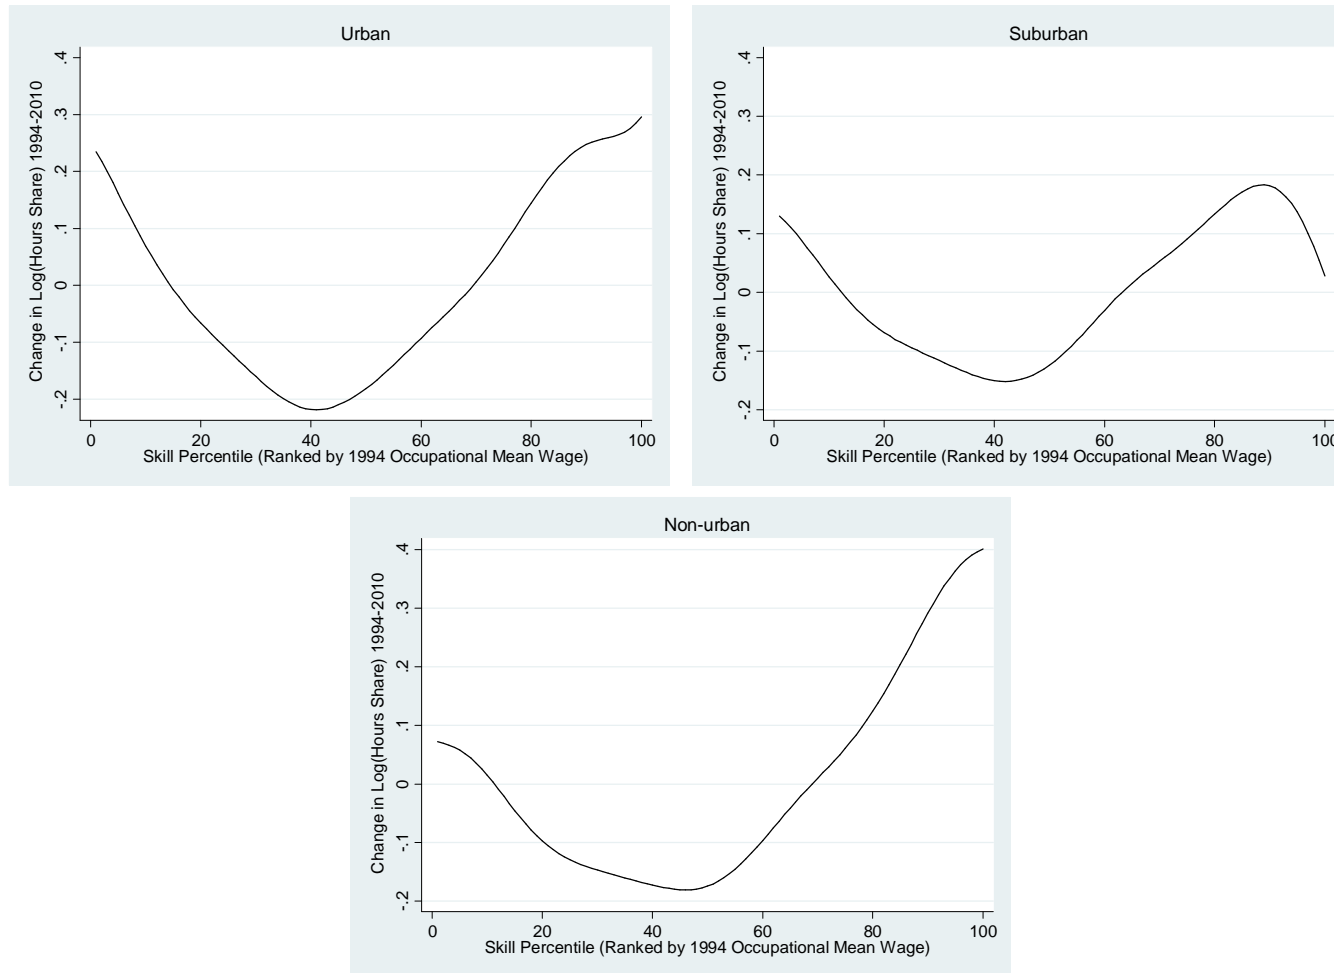 Urban
Change in Log(Hours Share) 1994-2010
.4
.3
.2
.1
0
-.1
-.2
0 20 40 60 80 100
Skill Percentile (Ranked by 1994 Occupational Mean Wage)
Suburban
Change in Log(Hours Share) 1994-2010
.4
.3
.2
.1
0
-.1
-.2
0 20 40 60 80 100
Skill Percentile (Ranked by 1994 Occupational Mean Wage)
Non-urban
Change in Log(Hours Share) 1994-2010
.4
.3
.2
.1
0
-.1
-.2
0 20 40 60 80 100
Skill Percentile (Ranked by 1994 Occupational Mean Wage)